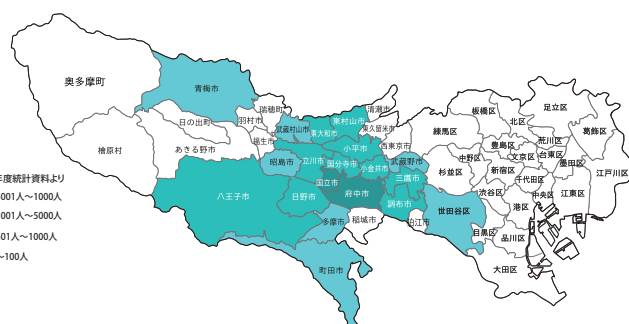 奥多摩町
青梅市
日の出町
檜原村
あきる野市
瑞穂町
羽村市
福生市
武蔵村山市
東大和市
東村山市
清瀬市
東久留米市
西東京市
小平市
昭島市
立川市
国分寺市
小金井市
武蔵野市
三鷹市
国立市
府中市
八王子市
日野市
調布市
狛江市
多摩市
稲城市
町田市
世田谷区
練馬区
板橋区
北区
足立区
葛飾区
荒川区
豊島区
文京区
台東区
墨田区
江戸川区
中野区
杉並区
新宿区
千代田区
渋谷区
中央区
江東区
港区
目黒区
品川区
大田区
度統計資料より
001人～1000人
001人～5000人
01人～1000人
～100人